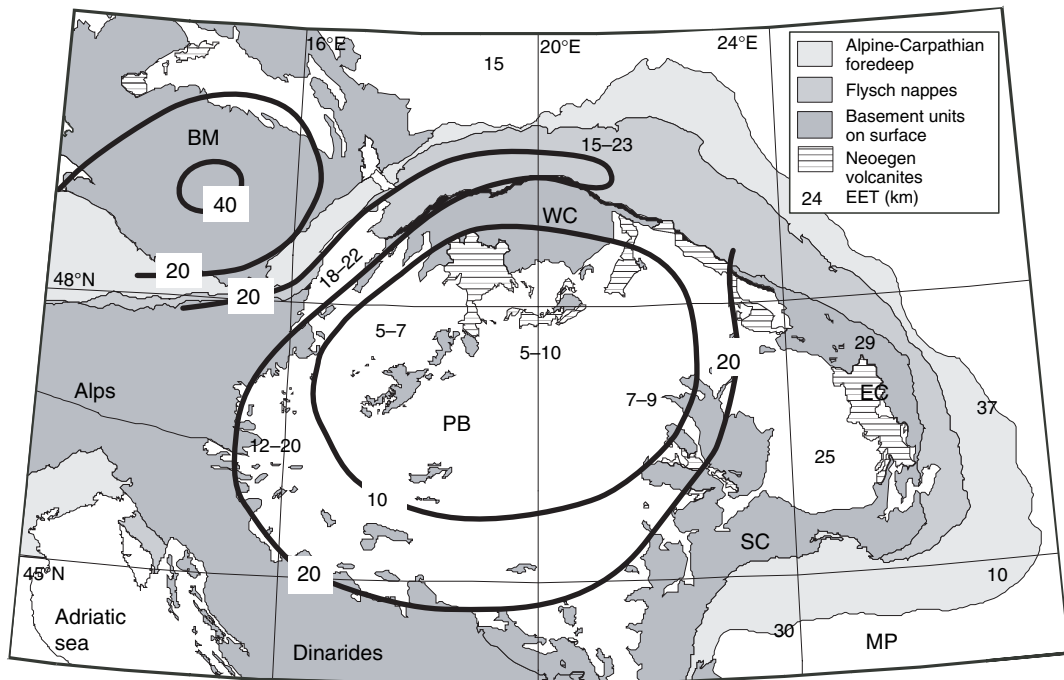 16°E
20°E
24°E
15
Alpine-Carpathian
foredeep
Flysch nappes
Basement units
on surface
Neoegen
volcanites
24 EET (km)
BM
40
15–23
WC
20
48°N
20
18–22
5–7
5–10
29
20
Alps
EC
7–9
37
PB
12–20
25
10
SC
45°N
20
10
Adriatic
sea
30
MP
Dinarides